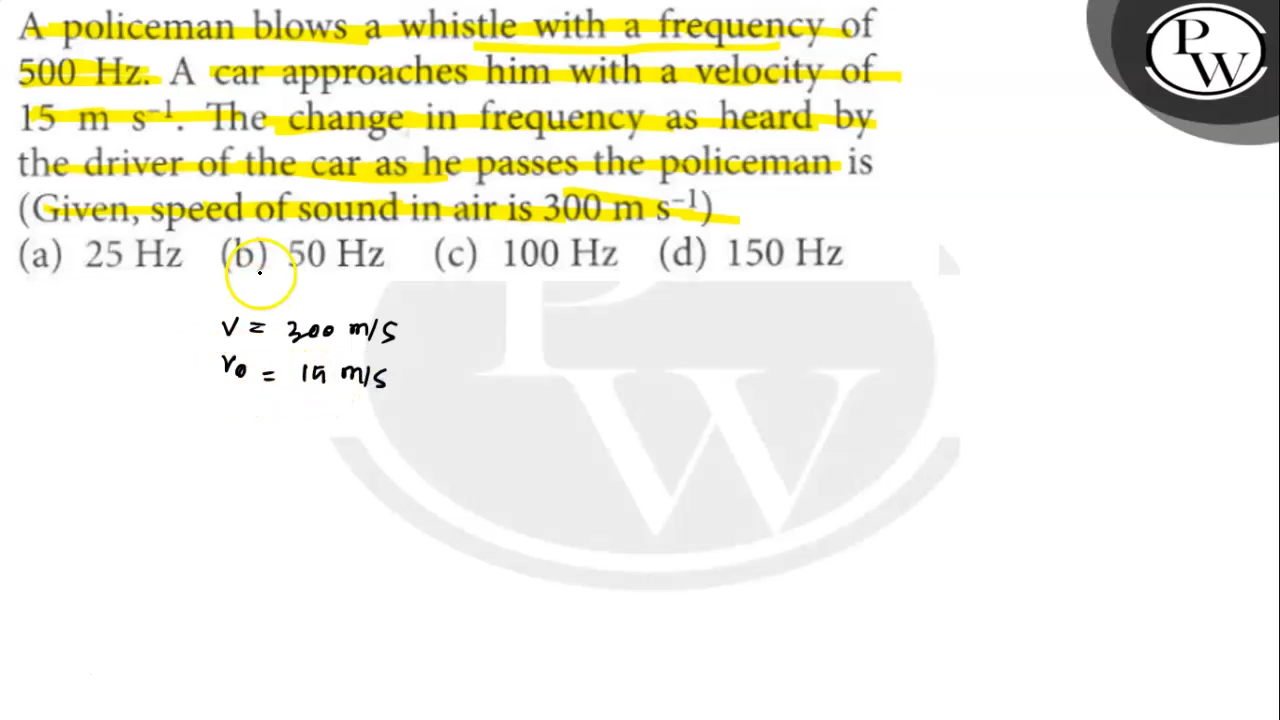 A policeman blows a whistle with a frequency of
500 Hz. A car approaches him with a velocity of
15 m s⁻¹. The change in frequency as heard by
the driver of the car as he passes the policeman is
(Given, speed of sound in air is 300 m s⁻¹)
(a) 25 Hz (b) 50 Hz (c) 100 Hz (d) 150 Hz
V = 300 m/s
v₀ = 15 m/s
P
W
P
W